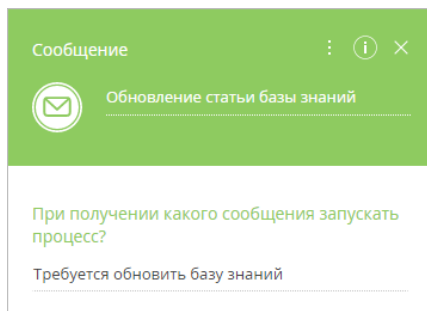 Сообщение
Обновление статьи базы знаний
При получении какого сообщения запускать
процесс?
Требуется обновить базу знаний